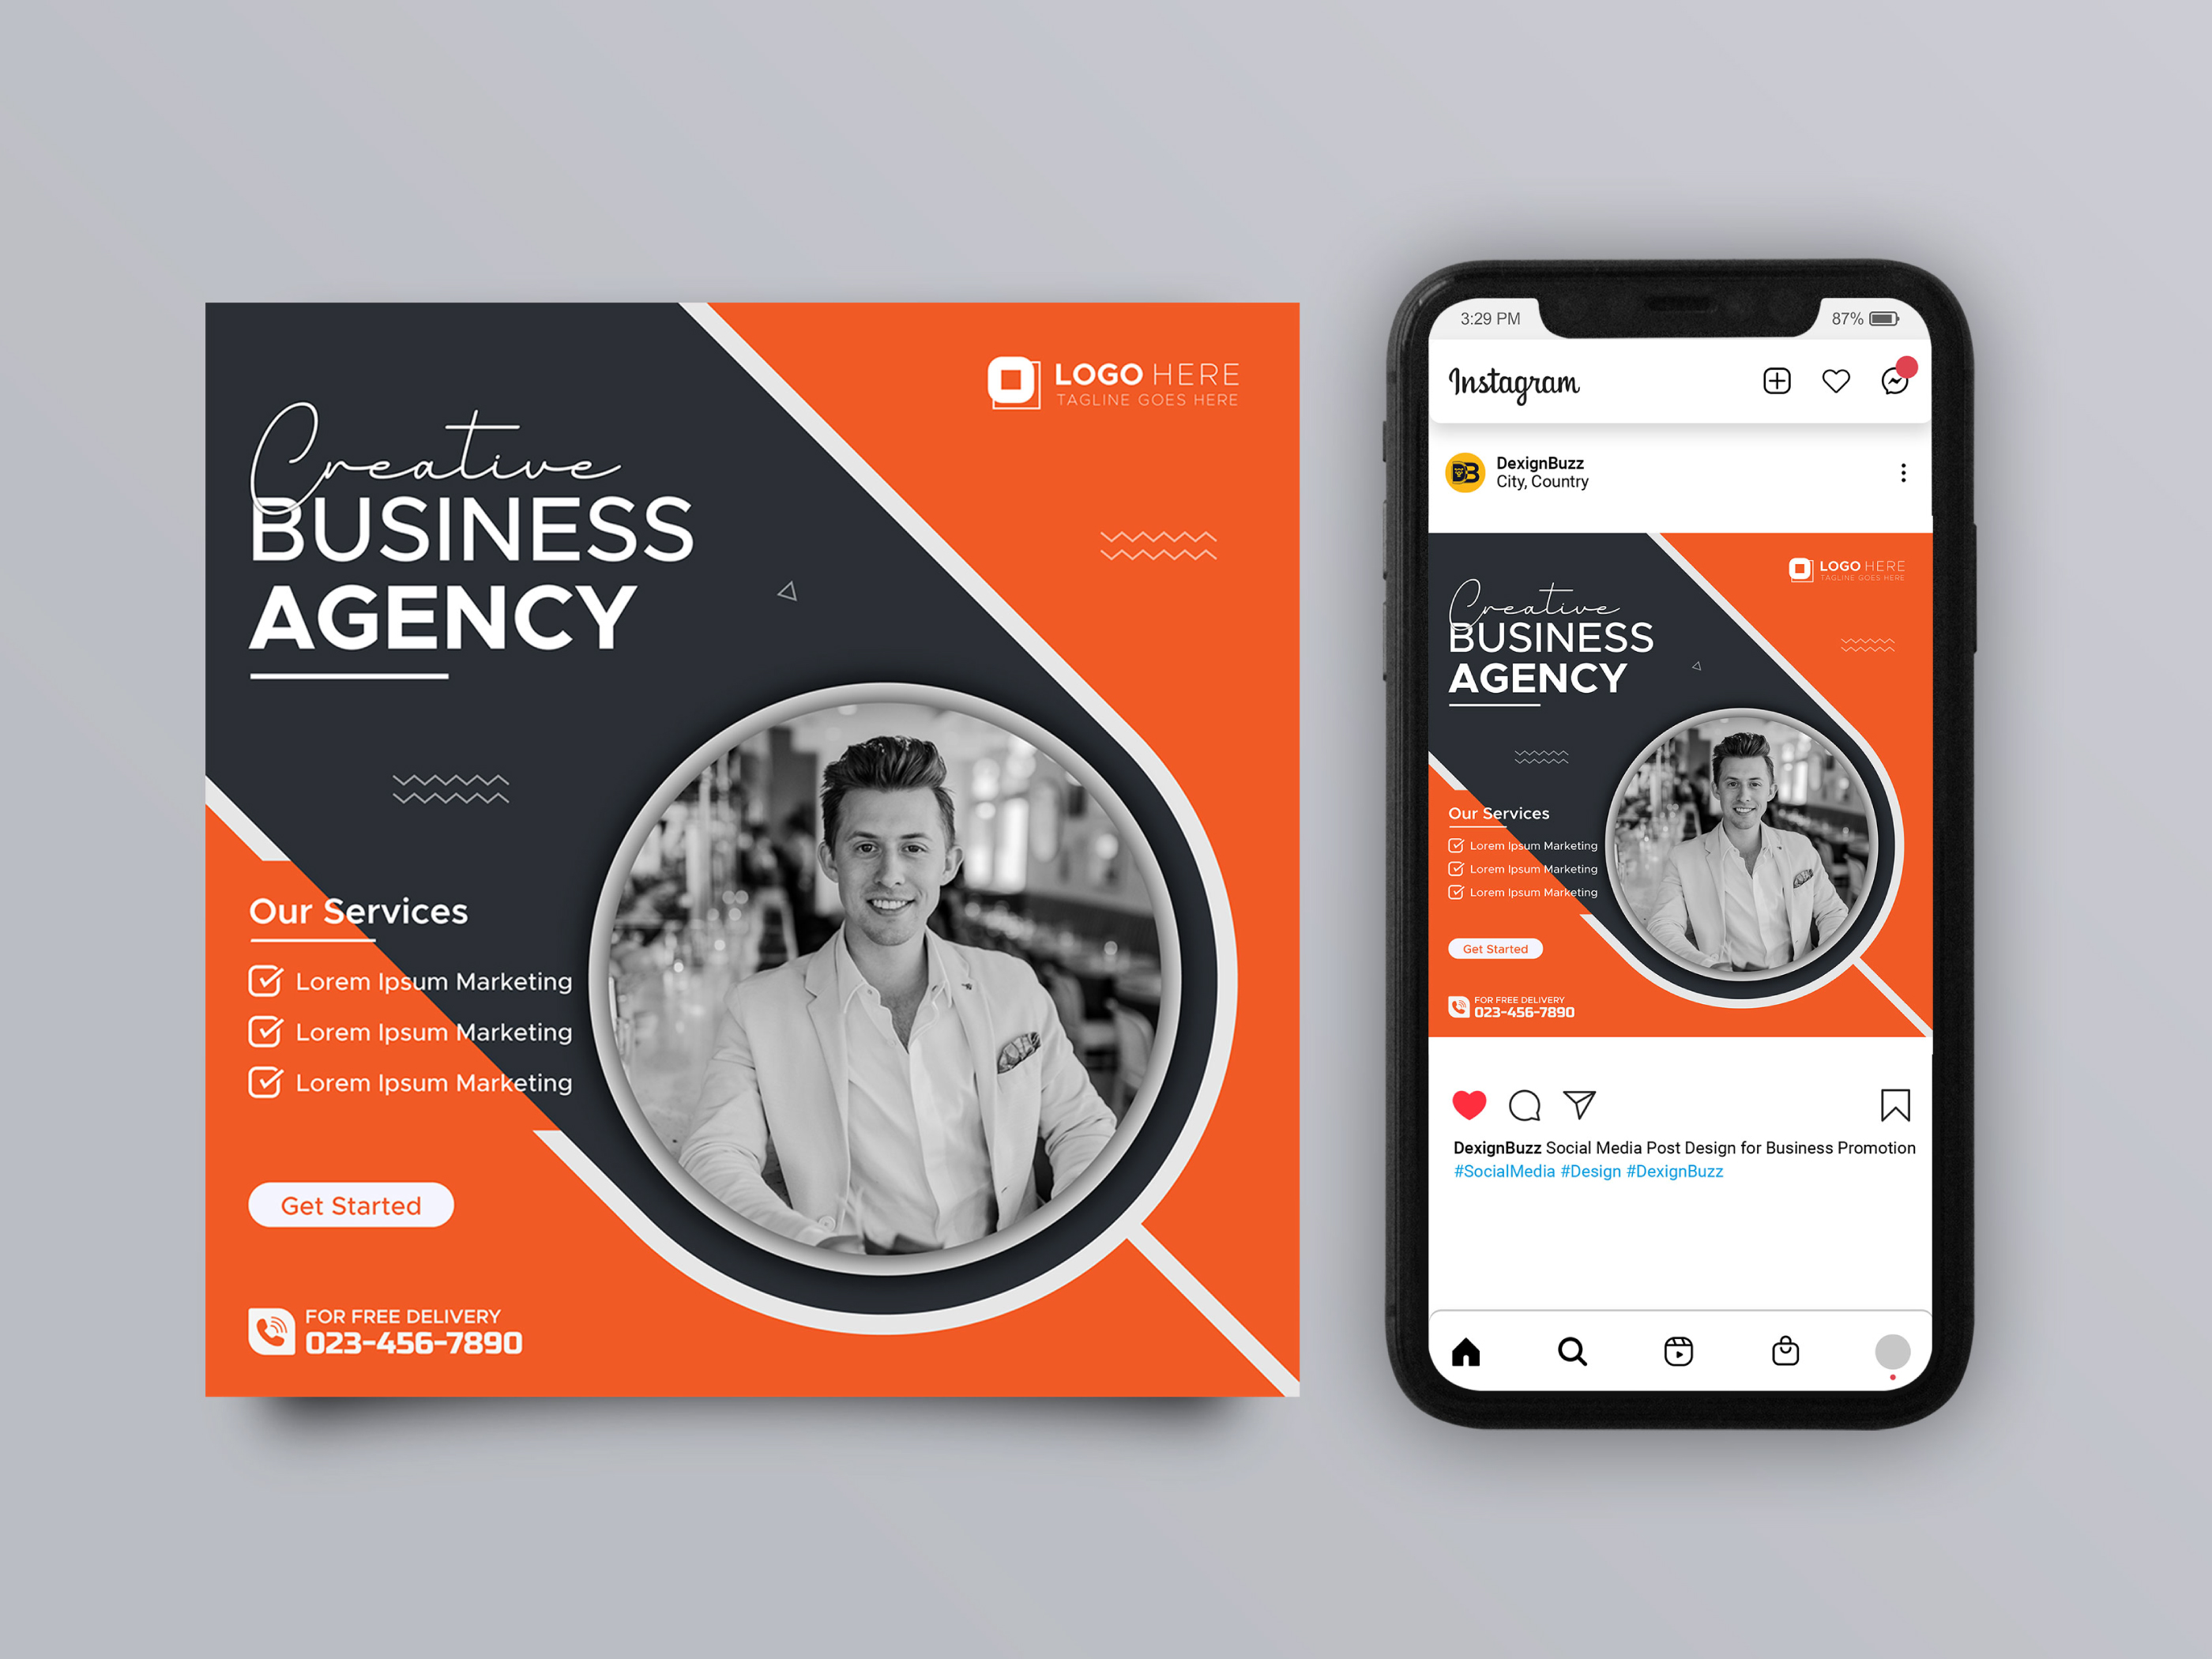 Creative
BUSINESS
AGENCY
LOGO HERE
TAGLINE GOES HERE
Our Services
Lorem Ipsum Marketing
Lorem Ipsum Marketing
Lorem Ipsum Marketing
Get Started
FOR FREE DELIVERY
023-456-7890
3:29 PM
87%
Instagram
DB
DexignBuzz
City, Country
LOGO HERE
TAGLINE GOES HERE
Creative
BUSINESS
AGENCY
Our Services
Lorem Ipsum Marketing
Lorem Ipsum Marketing
Lorem Ipsum Marketing
Get Started
FOR FREE DELIVERY
023-456-7890
DexignBuzz Social Media Post Design for Business Promotion
#SocialMedia #Design #DexignBuzz